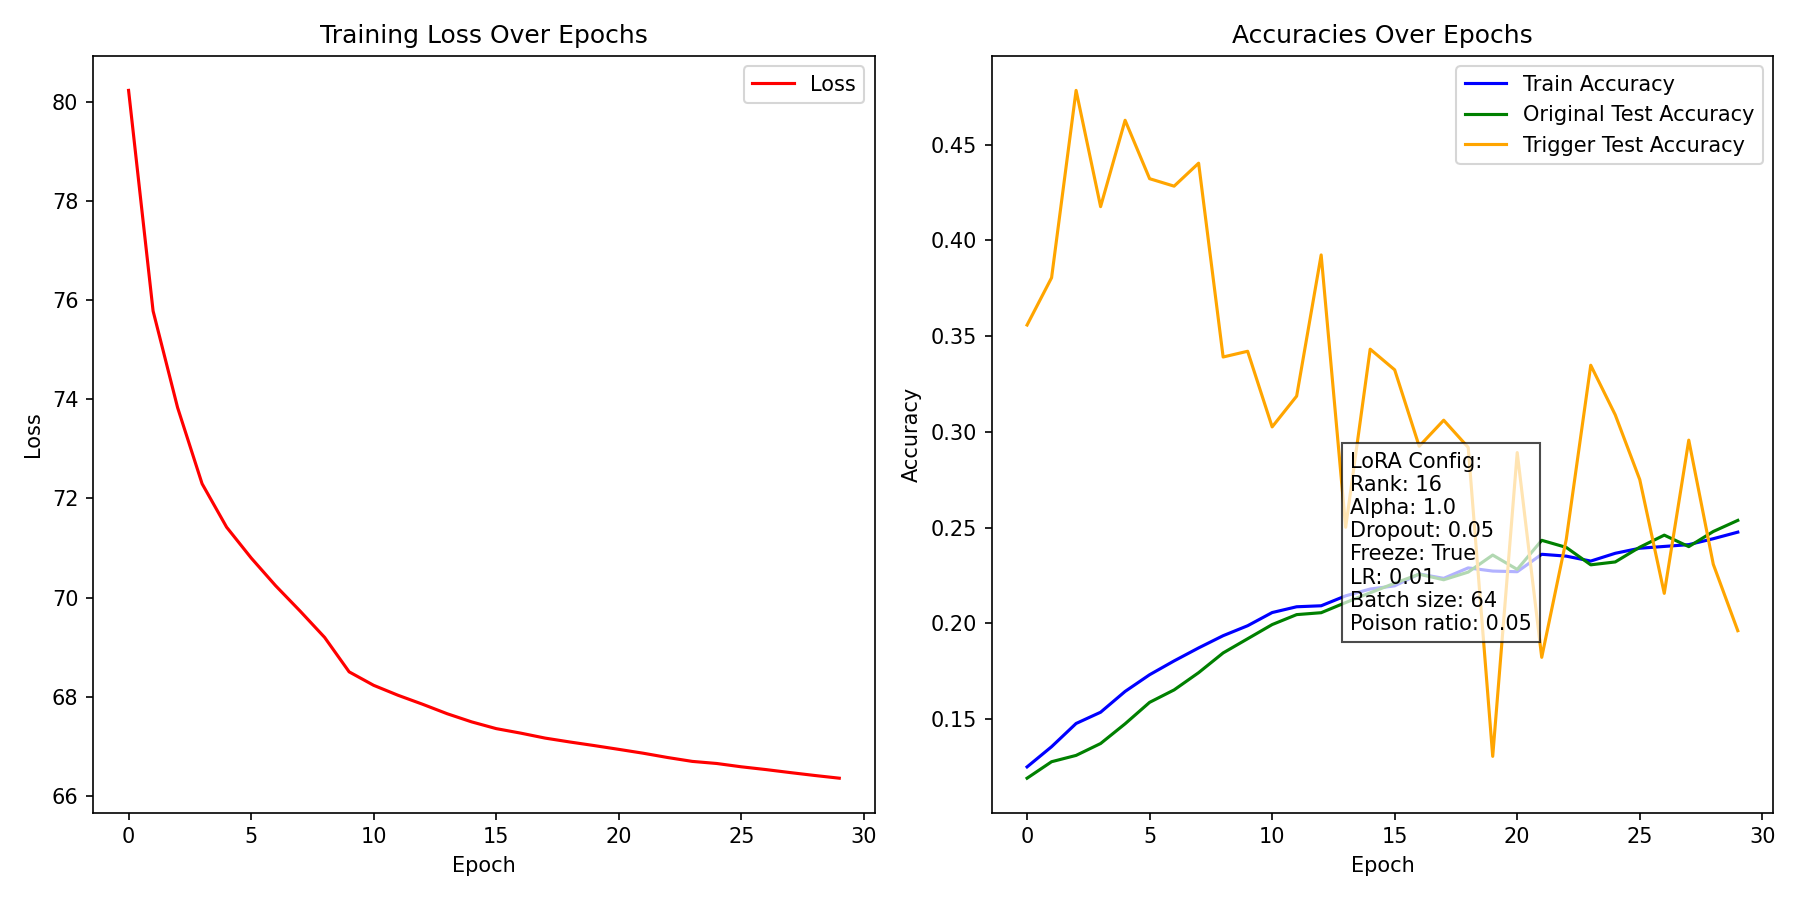 Training Loss Over Epochs
Loss
80
78
76
74
72
70
68
66
Loss
0 5 10 15 20 25 30
Epoch
Accuracies Over Epochs
Train Accuracy
Original Test Accuracy
Trigger Test Accuracy
0.45
0.40
0.35
0.30
0.25
0.20
0.15
Accuracy
LoRA Config:
Rank: 16
Alpha: 1.0
Dropout: 0.05
Freeze: True
LR: 0.01
Batch size: 64
Poison ratio: 0.05
0 5 10 15 20 25 30
Epoch